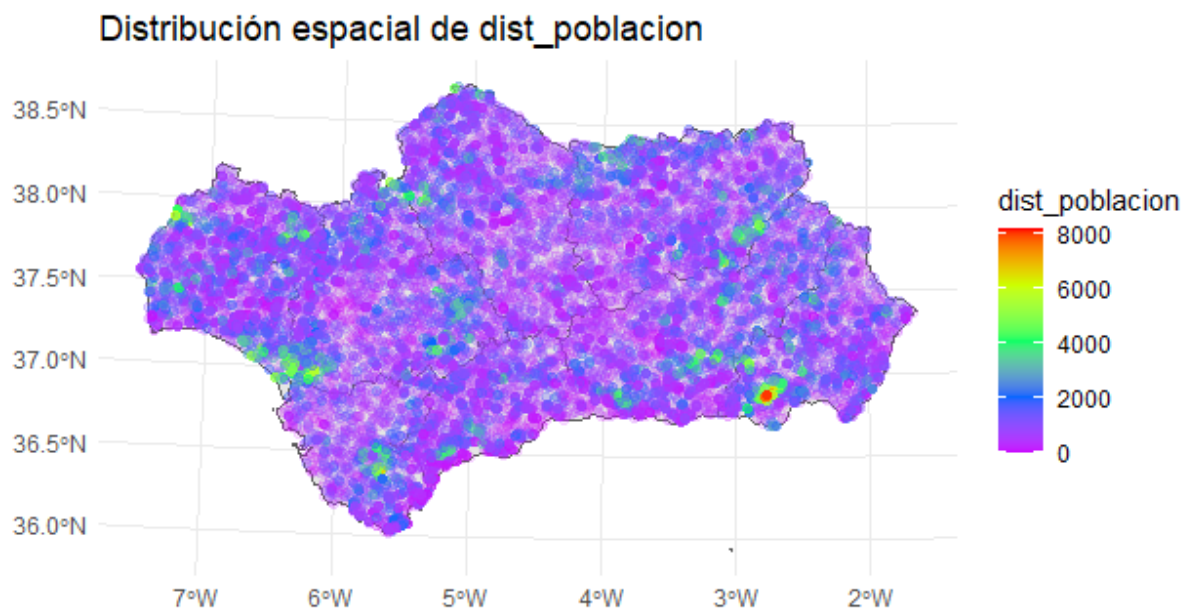 Distribución espacial de dist_poblacion
38.5°N
38.0°N
37.5°N
37.0°N
36.5°N
36.0°N
7°W 6°W 5°W 4°W 3°W 2°W
dist_poblacion
8000
6000
4000
2000
0